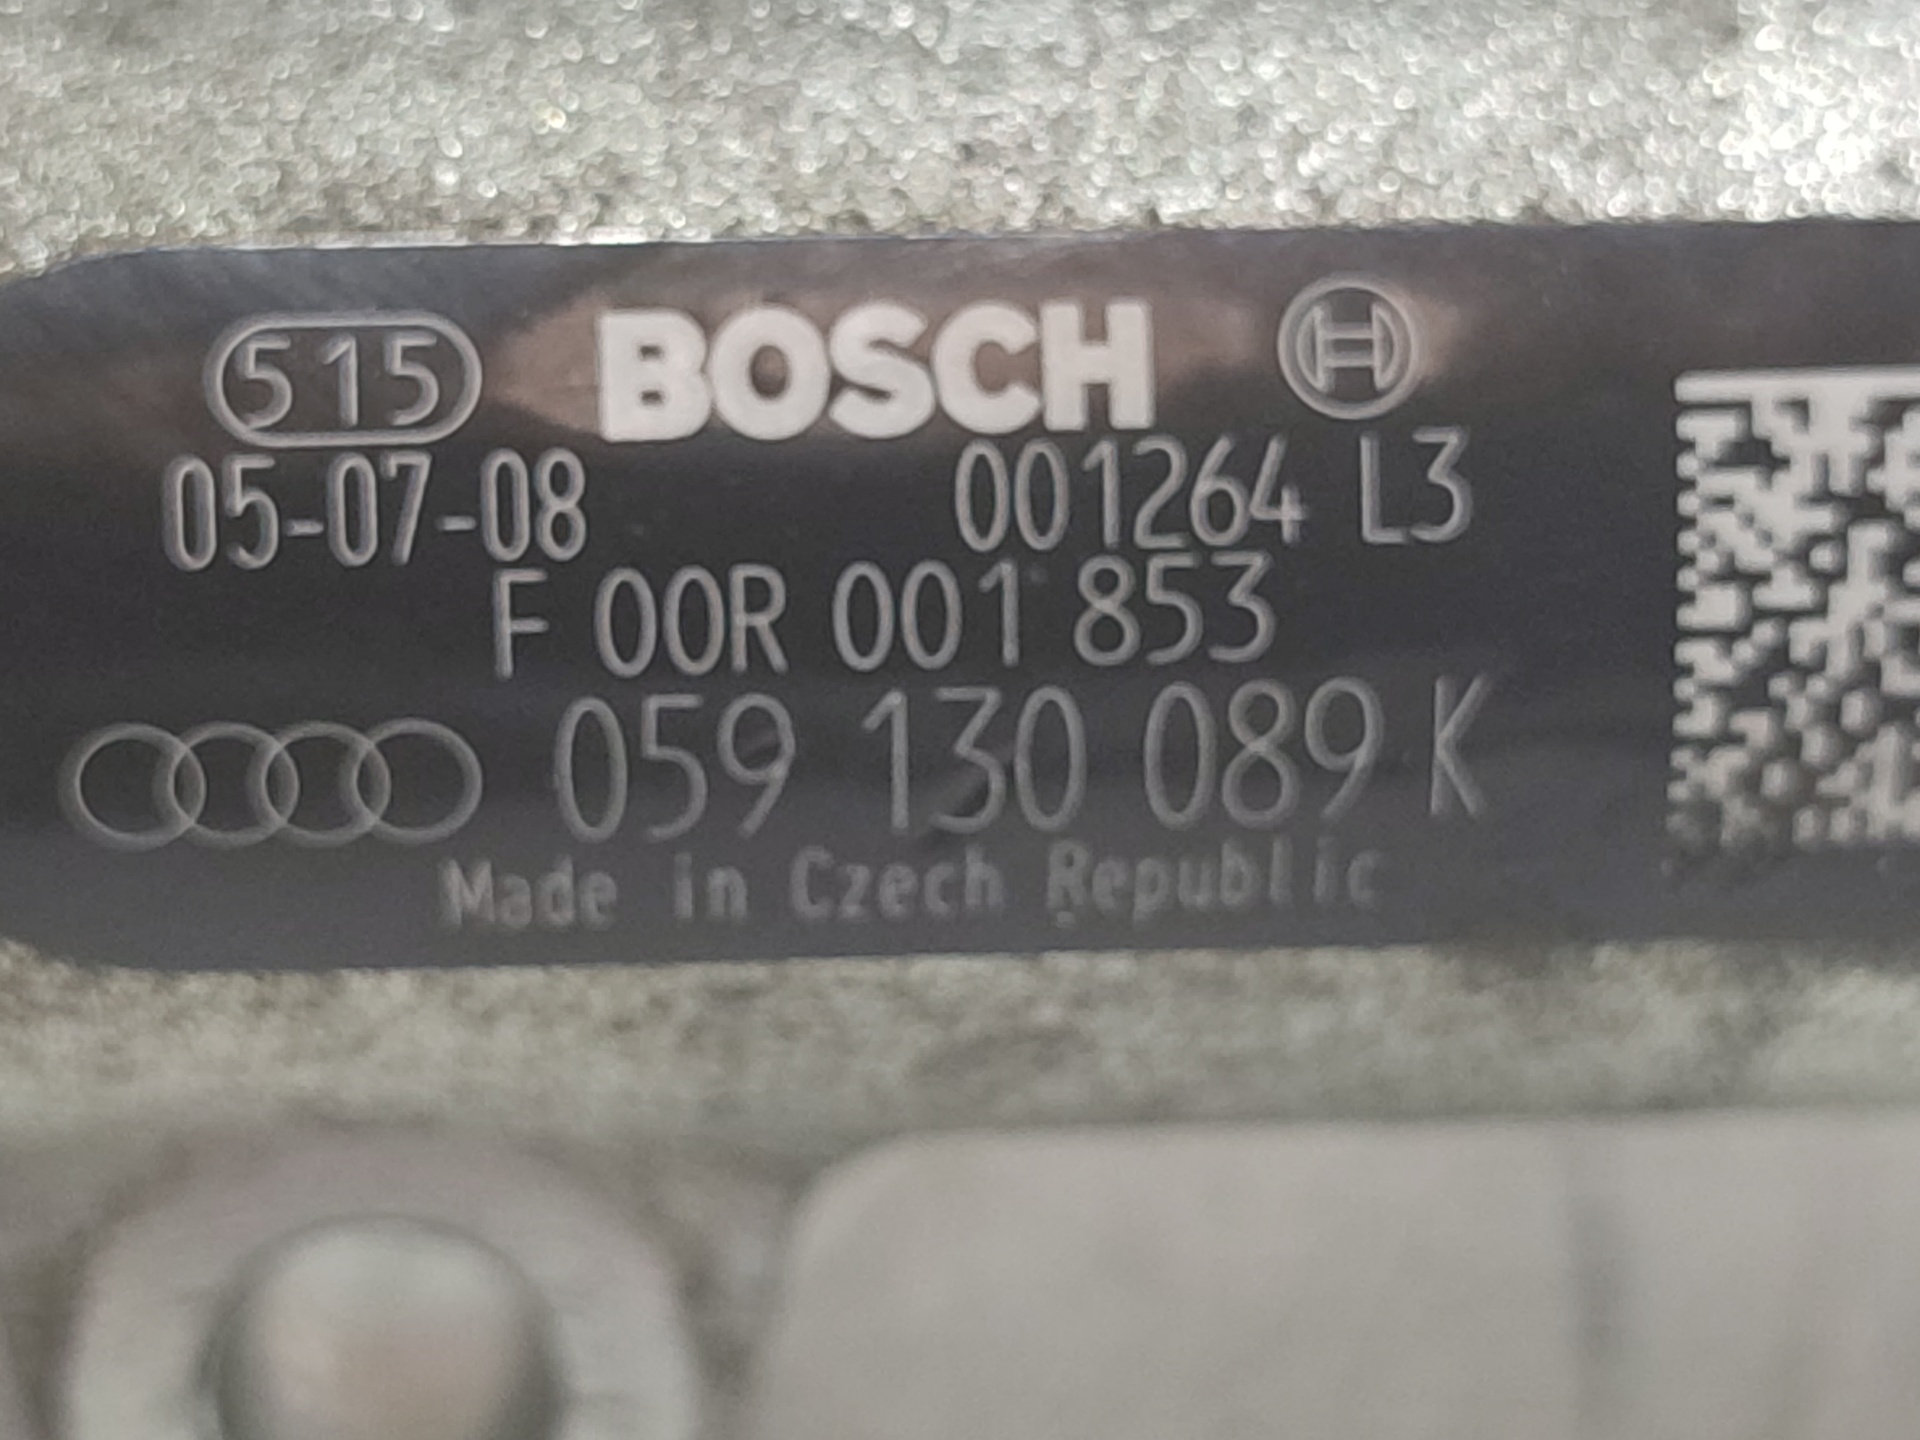 515 BOSCH
05-07-08 001264 L3
F 00R 001 853
059 130 089 K
Made in Czech Republic